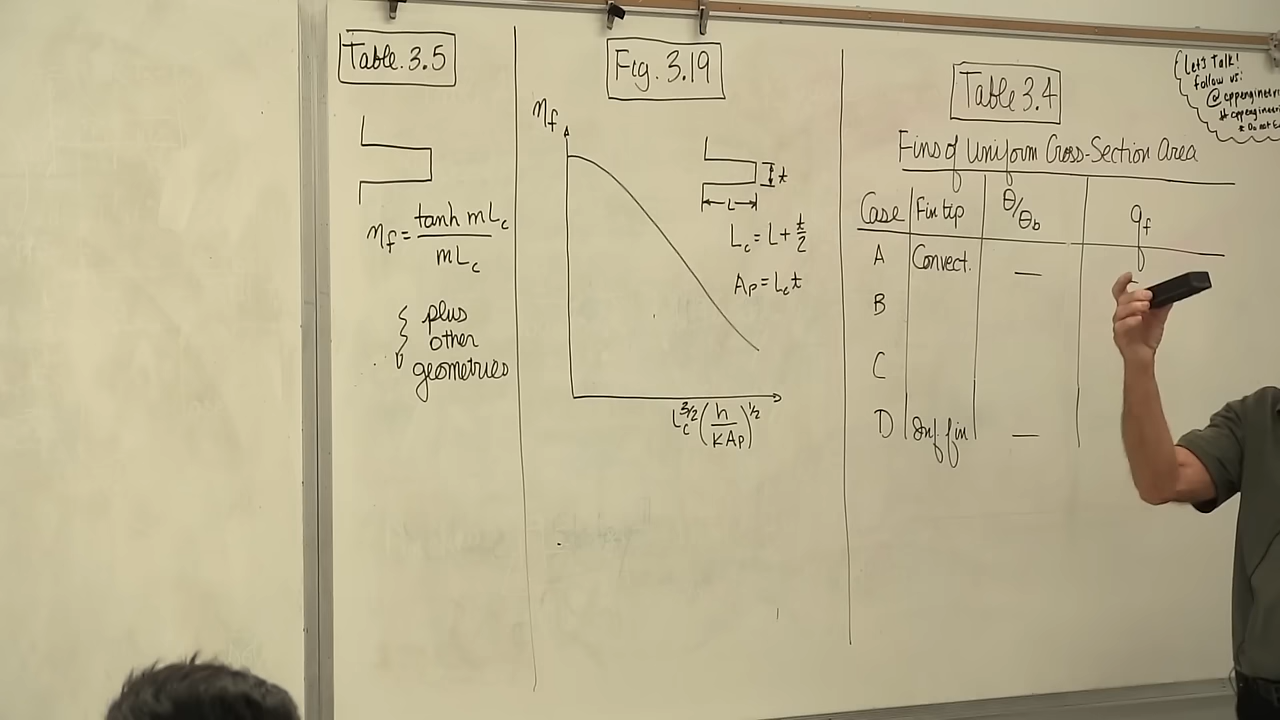 Table 3.5
ηf = tanh mLc / mLc
plus
other
geometries
Fig. 3.19
ηf
t
L
Lc = L + t/2
Ap = Lc t
Lc^3/2 (h/KAp)^1/2
Table 3.4
Fins of Uniform Cross-Section Area
Case Fin tip θ/θb qf
A Convect. —
B
C
D Inf. fin —
Let's Talk!
follow us: